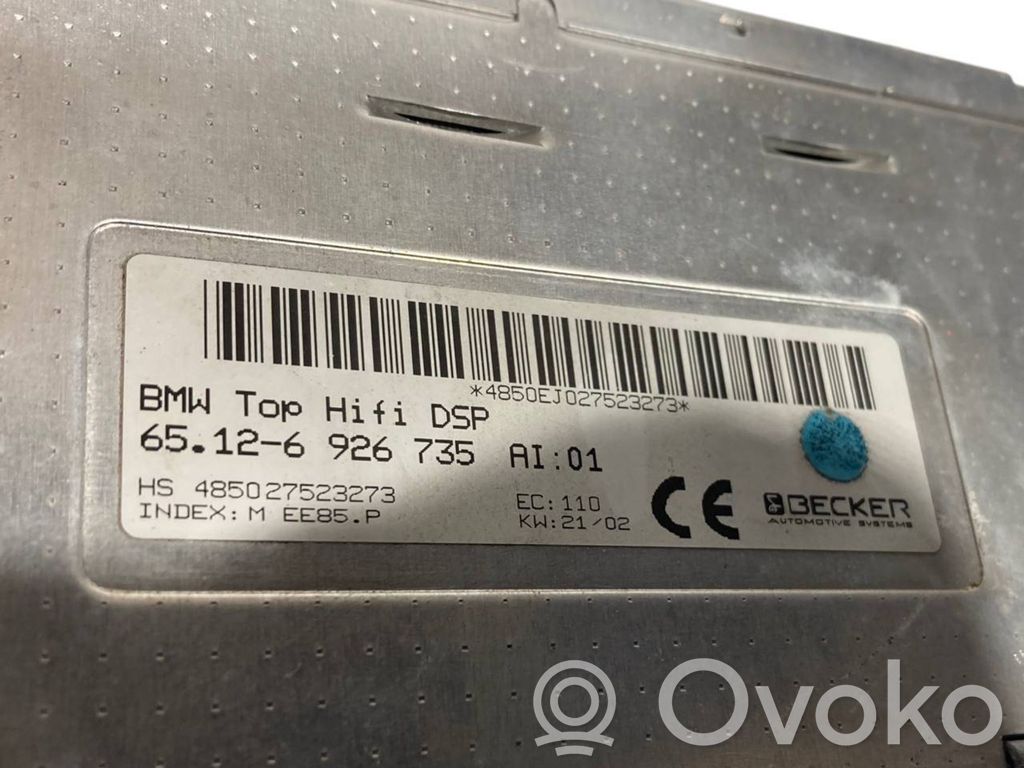 *4850EJ027523273*
BMW Top Hifi DSP
65.12-6 926 735 AI:01
HS 485027523273
INDEX: M EE85.P
EC: 110
KW: 21/02
CE
BECKER
AUTOMOTIVE SYSTEMS
Ovoko